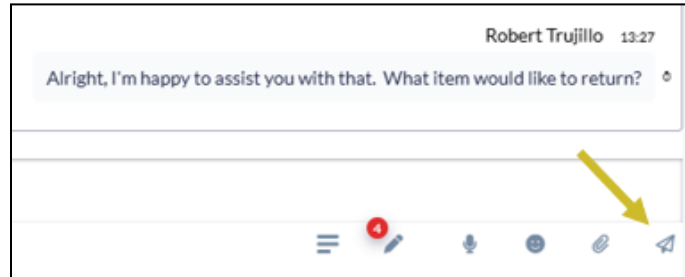 Robert Trujillo 13:27
Alright, I'm happy to assist you with that. What item would like to return?
4